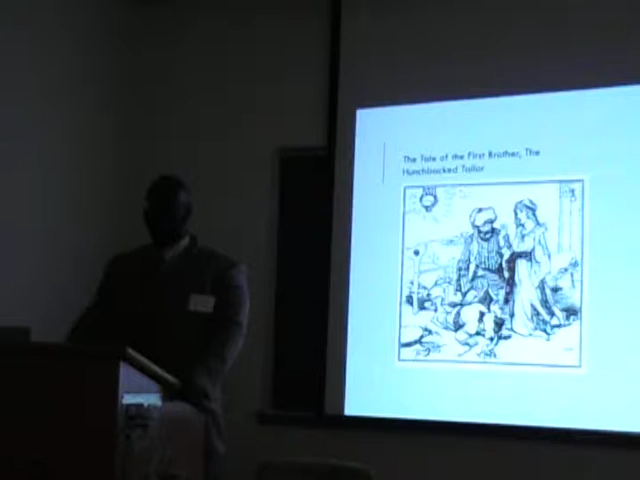 The Tale of the First Brother, The
Hunchbacked Tailor